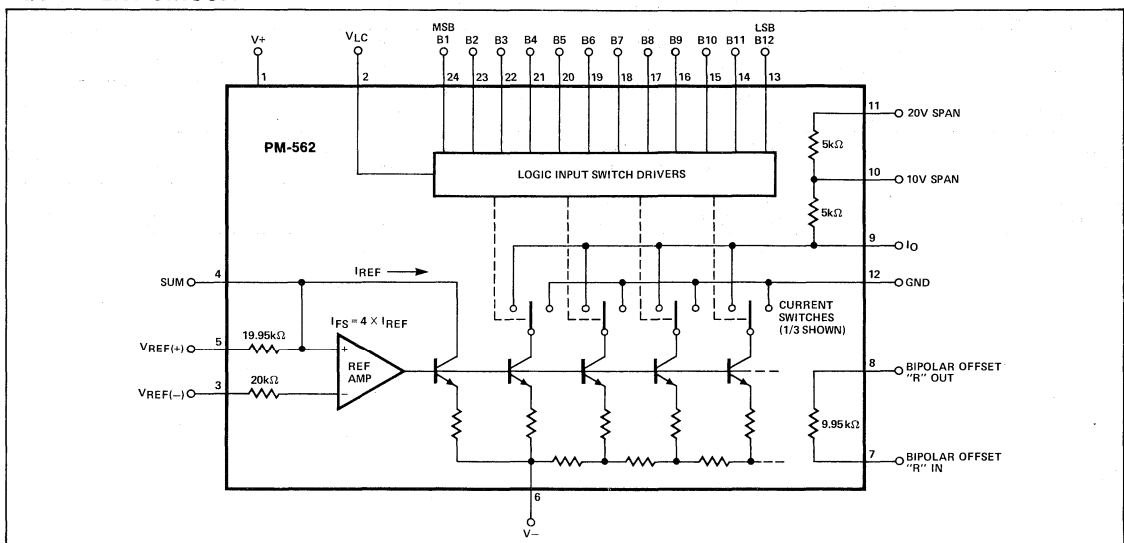 V+
VLC
MSB
B1
B2
B3
B4
B5
B6
B7
B8
B9
B10
B11
LSB
B12
1
2
24
23
22
21
20
19
18
17
16
15
14
13
PM-562
LOGIC INPUT SWITCH DRIVERS
11
20V SPAN
5kΩ
10
10V SPAN
5kΩ
9
IO
12
GND
CURRENT
SWITCHES
(1/3 SHOWN)
SUM
4
IREF
IFS = 4 × IREF
VREF(+)
5
19.95kΩ
+
REF
AMP
VREF(−)
3
20kΩ
−
8
BIPOLAR OFFSET
"R" OUT
9.95kΩ
7
BIPOLAR OFFSET
"R" IN
6
V−